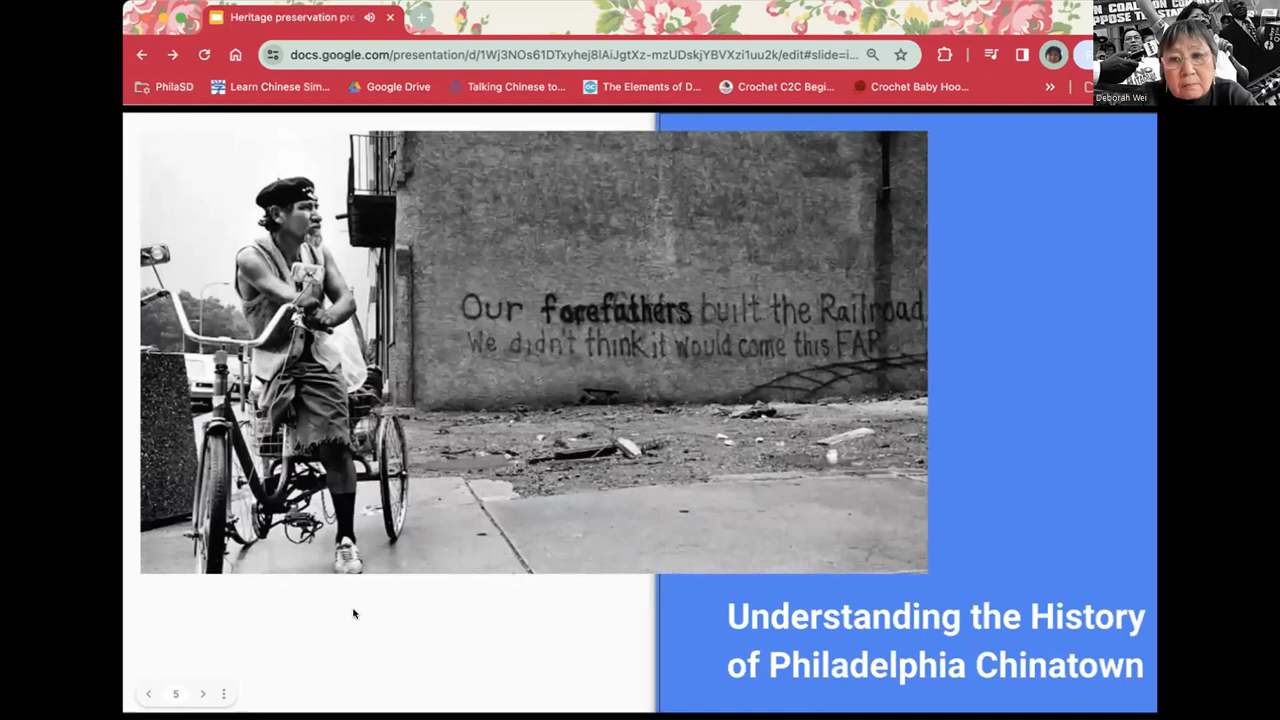 Heritage preservation pre
docs.google.com/presentation/d/1Wj3NOs61DTxyhej8IAiJgtXz-mzUDskjYBVXzi1uu2k/edit#slide=i...
PhilaSD
Learn Chinese Sim...
Google Drive
Talking Chinese to...
The Elements of D...
Crochet C2C Begi...
Crochet Baby Hoo...
»
Deborah Wei
Our forefathers built the Railroad
We didn't think it would come this FAR
Understanding the History
of Philadelphia Chinatown
5